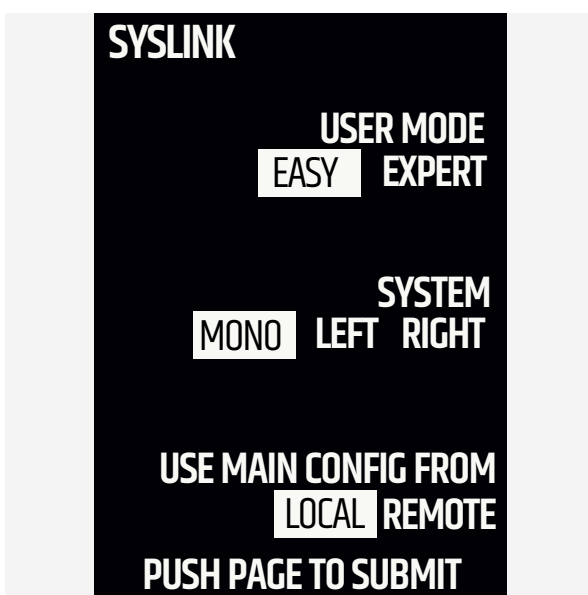 SYSLINK
USER MODE
EASY EXPERT
SYSTEM
MONO LEFT RIGHT
USE MAIN CONFIG FROM
LOCAL REMOTE
PUSH PAGE TO SUBMIT